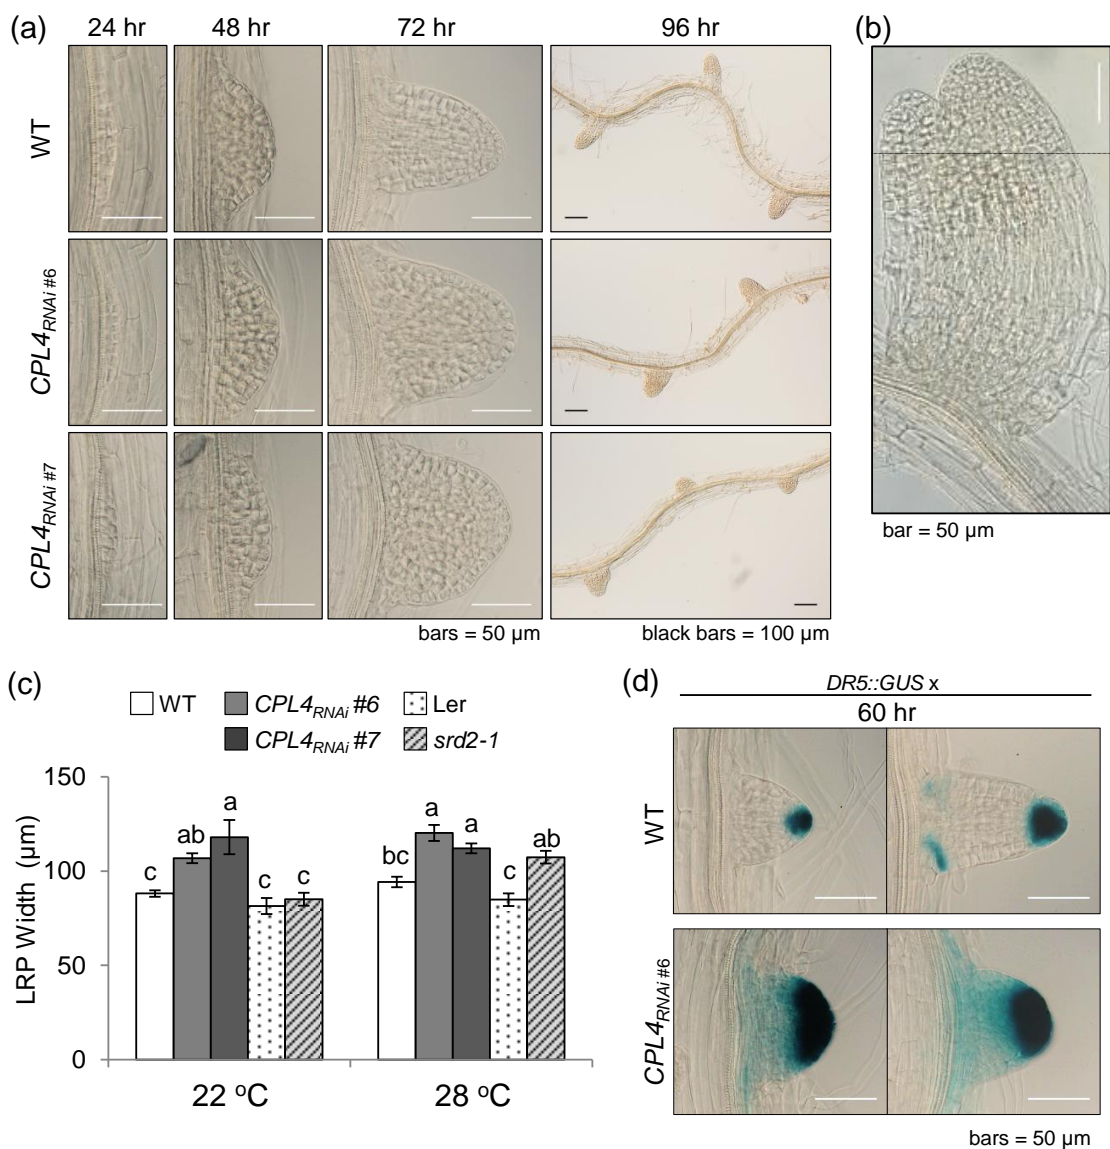 (a) 24 hr 48 hr 72 hr 96 hr (b)
WT
CPL4RNAi #6
CPL4RNAi #7
bars = 50 µm
black bars = 100 µm
bar = 50 µm
(c)
WT CPL4RNAi #6 Ler
CPL4RNAi #7 srd2-1
LRP Width (µm)
150
100
50
0
c ab a c c
bc a a c ab
22 oC 28 oC
(d)
DR5::GUS x
60 hr
WT
CPL4RNAi #6
bars = 50 µm